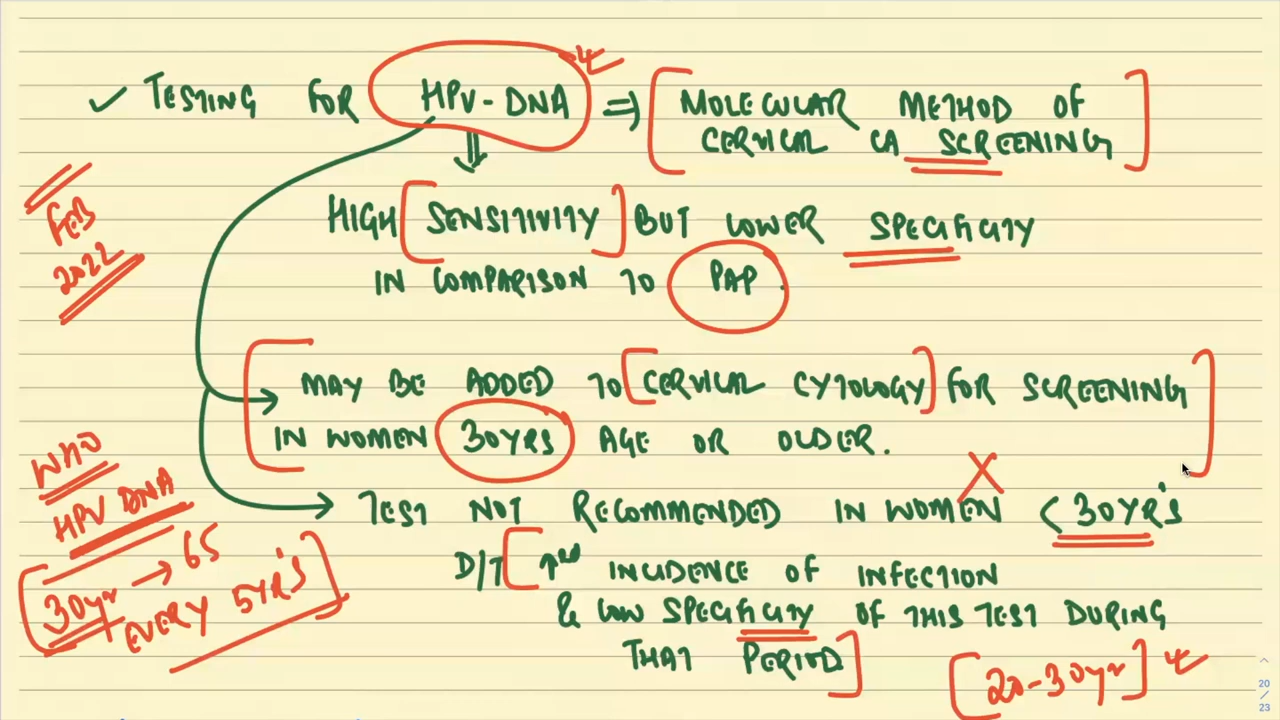 ✓ TESTING FOR HPV-DNA ⇒ [MOLECULAR METHOD OF
CERVICAL CA SCREENING]
HIGH [SENSITIVITY] BUT LOWER SPECIFICITY
IN COMPARISON TO PAP.
FEB
2022
MAY BE ADDED TO [CERVICAL CYTOLOGY] FOR SCREENING
IN WOMEN 30YRS AGE OR OLDER.
WHO
HPV DNA
[30yr → 65
EVERY 5YR'S]
TEST NOT RECOMMENDED IN WOMEN < 30YR'S
D/T [↑ed INCIDENCE OF INFECTION
& LOW SPECIFICITY OF THIS TEST DURING
THAT PERIOD]
[20-30yr]
20
/
23